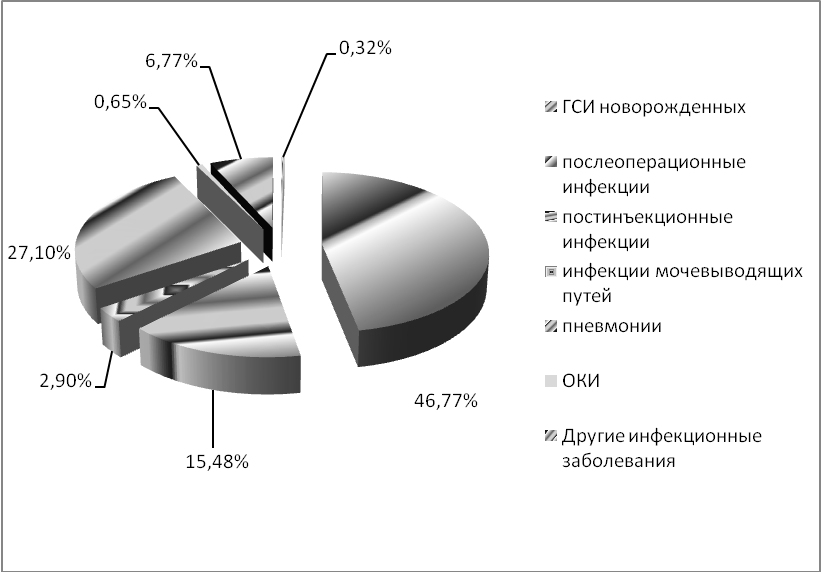 0,32%
6,77%
0,65%
27,10%
2,90%
15,48%
46,77%
ГСИ новорожденных
послеоперационные
инфекции
постинъекционные
инфекции
инфекции мочевыводящих
путей
пневмонии
ОКИ
Другие инфекционные
заболевания